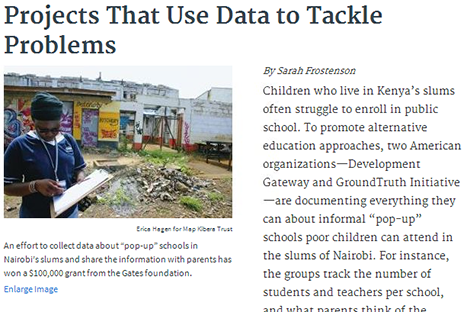 Projects That Use Data to Tackle
Problems
Erica Hagen for Map Kibera Trust
An effort to collect data about “pop-up” schools in
Nairobi’s slums and share the information with parents has
won a $100,000 grant from the Gates foundation.
Enlarge Image
By Sarah Frostenson
Children who live in Kenya’s slums
often struggle to enroll in public
school. To promote alternative
education approaches, two American
organizations—Development
Gateway and GroundTruth Initiative
—are documenting everything they
can about informal “pop-up”
schools poor children can attend in
the slums of Nairobi. For instance,
the groups track the number of
students and teachers per school,
and what parents think of the